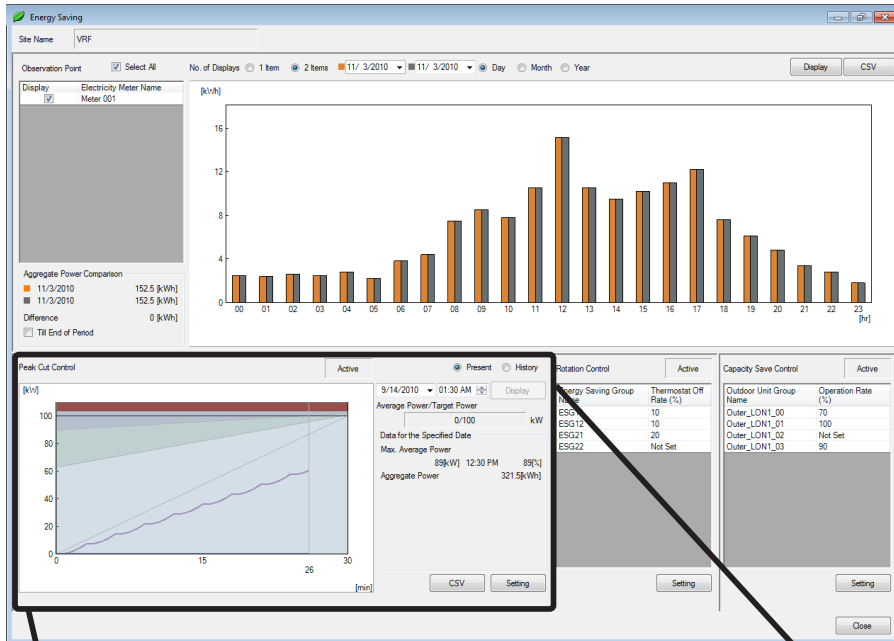 Energy Saving
Site Name VRF
Observation Point Select All No. of Displays 1 Item 2 Items 11/ 3/2010 11/ 3/2010 Day Month Year Display CSV
Display Electricity Meter Name
Meter 001
[kWh]
16
12
8
4
0
00 01 02 03 04 05 06 07 08 09 10 11 12 13 14 15 16 17 18 19 20 21 22 23
[hr]
Aggregate Power Comparison
11/3/2010 152.5 [kWh]
11/3/2010 152.5 [kWh]
Difference 0 [kWh]
Till End of Period
Peak Cut Control Active Present History
[kW]
100
80
60
40
20
0
0 15 30
26
[min]
9/14/2010 01:30 AM Display
Average Power/Target Power
0/100 kW
Data for the Specified Date
Max. Average Power
89[kW] 12:30 PM 89[%]
Aggregate Power 321.5[kWh]
CSV Setting
Rotation Control Active
Energy Saving Group Name Thermostat Off Rate (%)
ESG11 10
ESG12 10
ESG21 20
ESG22 Not Set
Setting
Capacity Save Control Active
Outdoor Unit Group Name Operation Rate (%)
Outer_LON1_00 70
Outer_LON1_01 100
Outer_LON1_02 Not Set
Outer_LON1_03 90
Setting
Close